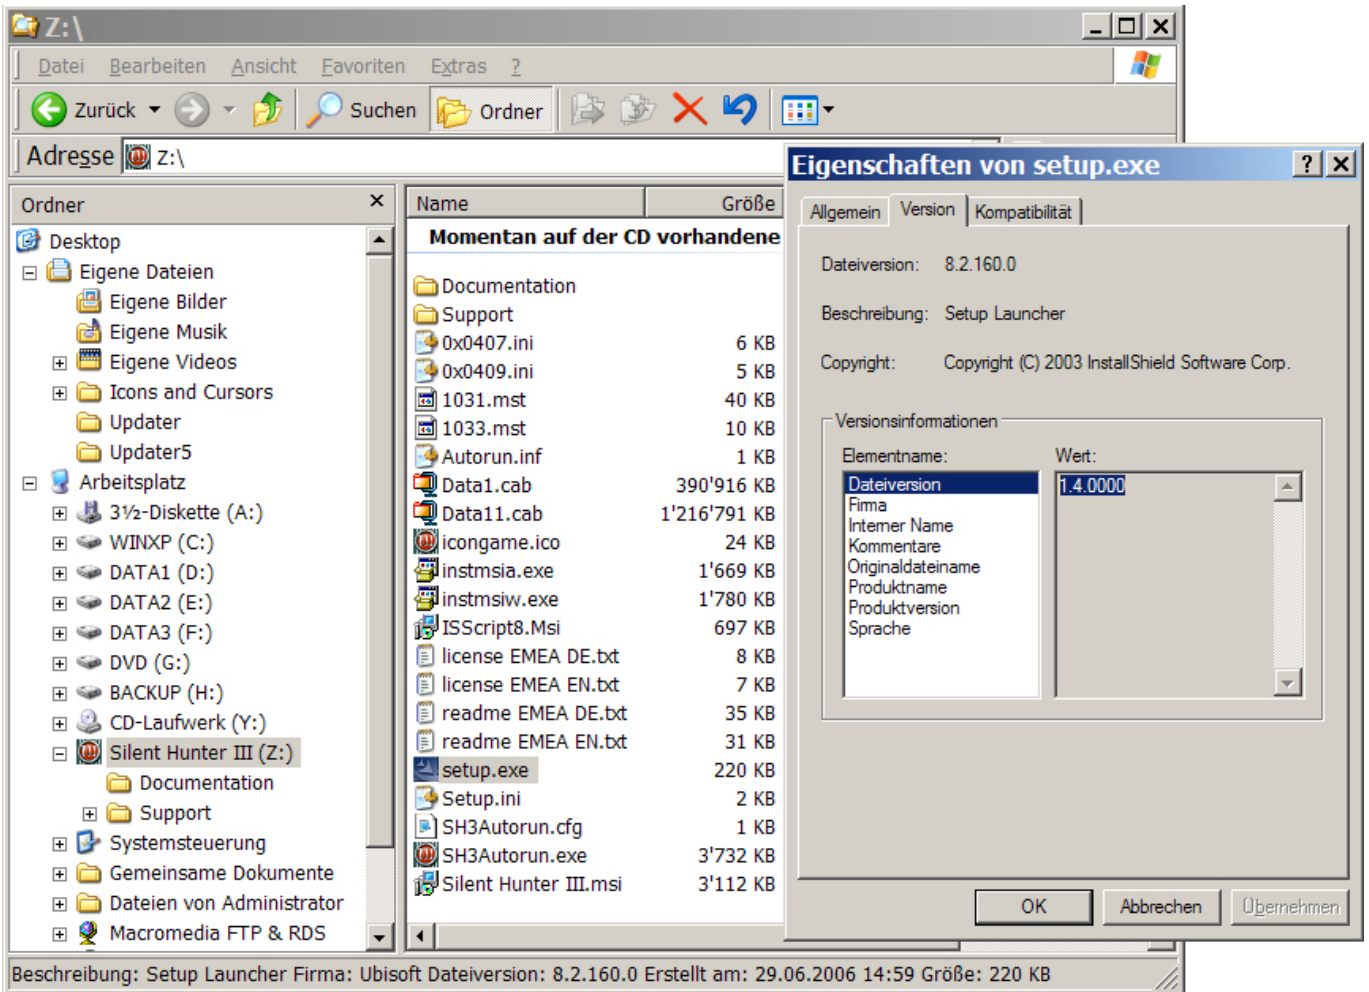 Z:\
Datei Bearbeiten Ansicht Favoriten Extras ?
Zurück Suchen Ordner
Adresse Z:\
Ordner
Desktop
Eigene Dateien
Eigene Bilder
Eigene Musik
Eigene Videos
Icons and Cursors
Updater
Updater5
Arbeitsplatz
3½-Diskette (A:)
WINXP (C:)
DATA1 (D:)
DATA2 (E:)
DATA3 (F:)
DVD (G:)
BACKUP (H:)
CD-Laufwerk (Y:)
Silent Hunter III (Z:)
Documentation
Support
Systemsteuerung
Gemeinsame Dokumente
Dateien von Administrator
Macromedia FTP & RDS
Name Größe
Momentan auf der CD vorhandene
Documentation
Support
0x0407.ini 6 KB
0x0409.ini 5 KB
1031.mst 40 KB
1033.mst 10 KB
Autorun.inf 1 KB
Data1.cab 390'916 KB
Data11.cab 1'216'791 KB
icongame.ico 24 KB
instmsia.exe 1'669 KB
instmsiw.exe 1'780 KB
ISScript8.Msi 697 KB
license EMEA DE.txt 8 KB
license EMEA EN.txt 7 KB
readme EMEA DE.txt 35 KB
readme EMEA EN.txt 31 KB
setup.exe 220 KB
Setup.ini 2 KB
SH3Autorun.cfg 1 KB
SH3Autorun.exe 3'732 KB
Silent Hunter III.msi 3'112 KB
Eigenschaften von setup.exe
Allgemein Version Kompatibilität
Dateiversion: 8.2.160.0
Beschreibung: Setup Launcher
Copyright: Copyright (C) 2003 InstallShield Software Corp.
Versionsinformationen
Elementname: Wert:
Dateiversion 1.4.0000
Firma
Interner Name
Kommentare
Originaldateiname
Produktname
Produktversion
Sprache
OK Abbrechen Übernehmen
Beschreibung: Setup Launcher Firma: Ubisoft Dateiversion: 8.2.160.0 Erstellt am: 29.06.2006 14:59 Größe: 220 KB